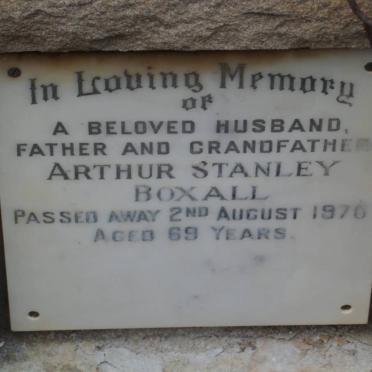 In Loving Memory
OF
A BELOVED HUSBAND,
FATHER AND GRANDFATHER
ARTHUR STANLEY
BOXALL
PASSED AWAY 2ND AUGUST 1976
AGED 69 YEARS.